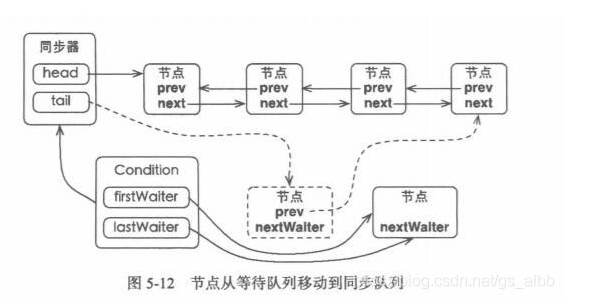 同步器
head
tail
节点
prev
next
节点
prev
next
节点
prev
next
节点
prev
next
Condition
firstWaiter
lastWaiter
节点
prev
nextWaiter
节点
nextWaiter
图 5-12 节点从等待队列移动到同步队列
blog.csdn.net/gs_albb